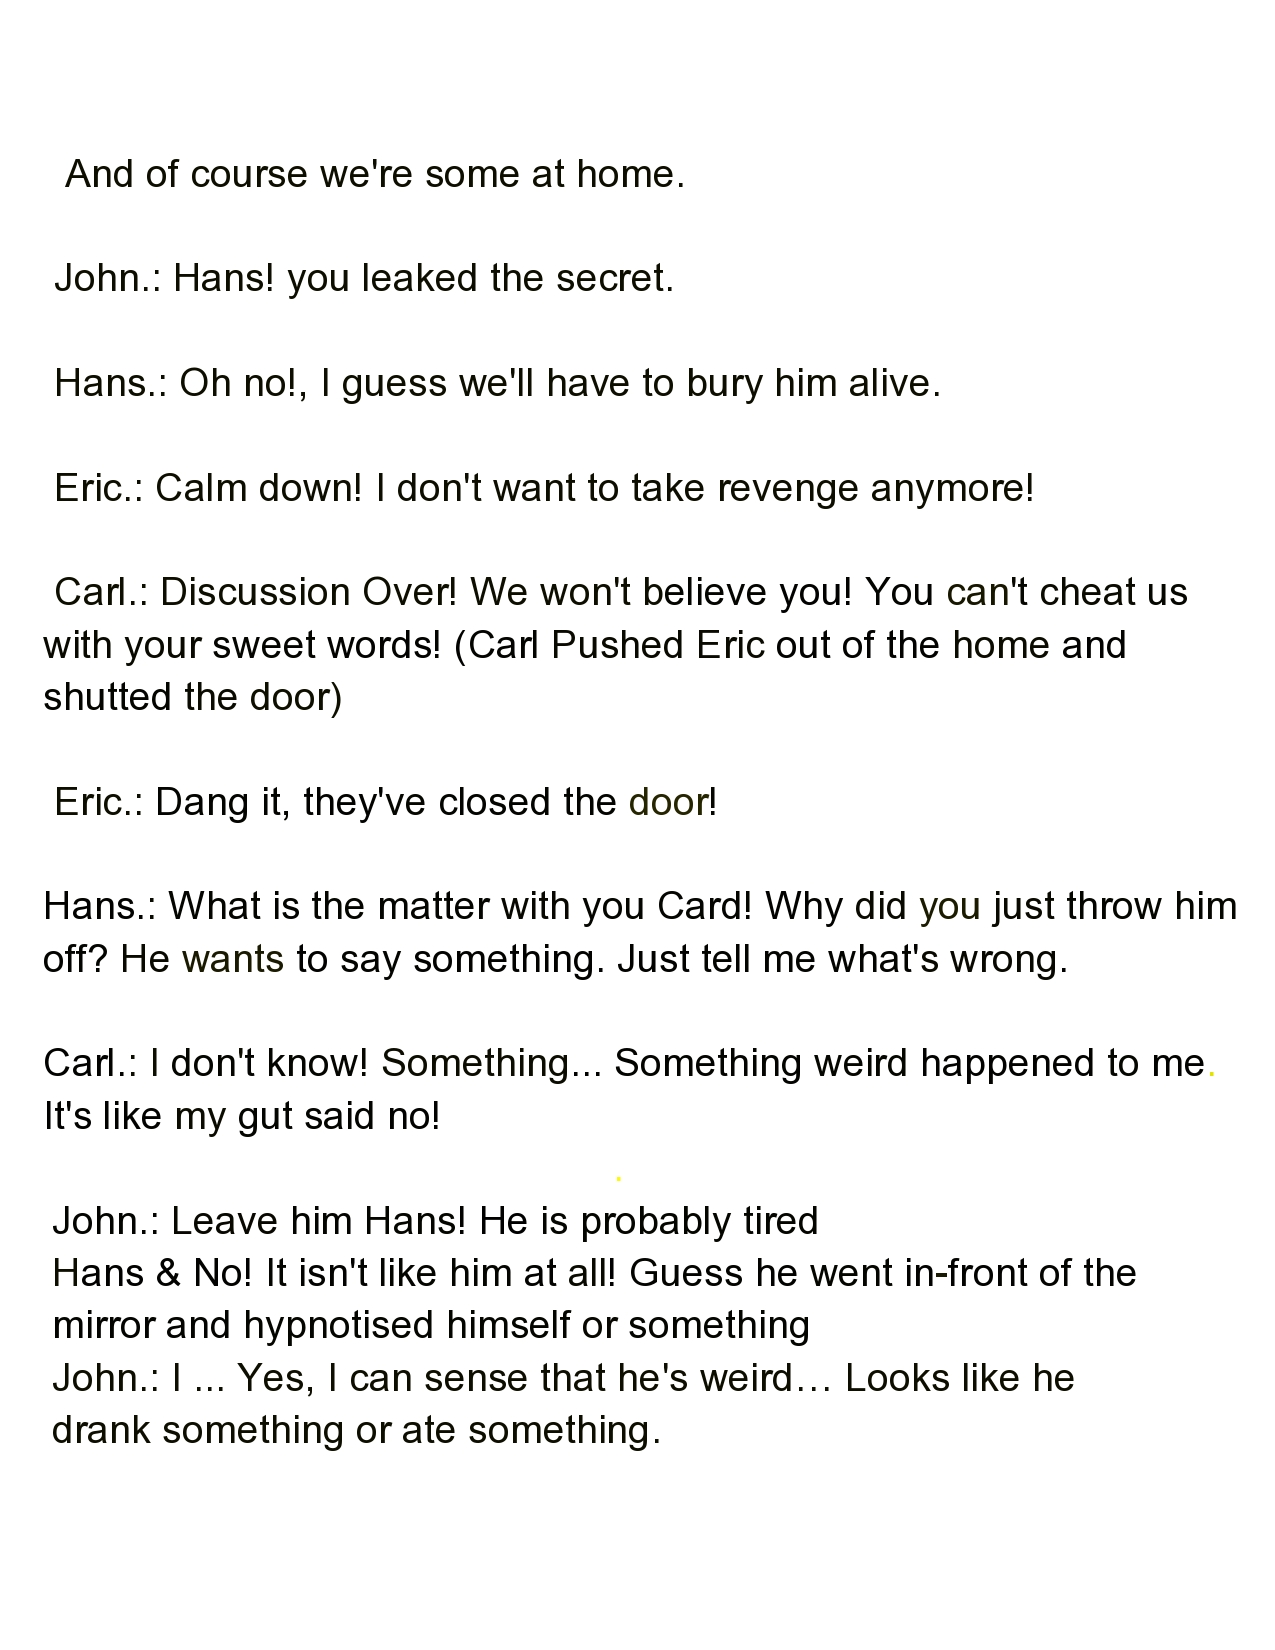 And of course we're some at home.
John.: Hans! you leaked the secret.
Hans.: Oh no!, I guess we'll have to bury him alive.
Eric.: Calm down! I don't want to take revenge anymore!
Carl.: Discussion Over! We won't believe you! You can't cheat us
with your sweet words! (Carl Pushed Eric out of the home and
shutted the door)
Eric.: Dang it, they've closed the door!
Hans.: What is the matter with you Card! Why did you just throw him
off? He wants to say something. Just tell me what's wrong.
Carl.: I don't know! Something... Something weird happened to me.
It's like my gut said no!
.
John.: Leave him Hans! He is probably tired
Hans & No! It isn't like him at all! Guess he went in-front of the
mirror and hypnotised himself or something
John.: I ... Yes, I can sense that he's weird… Looks like he
drank something or ate something.